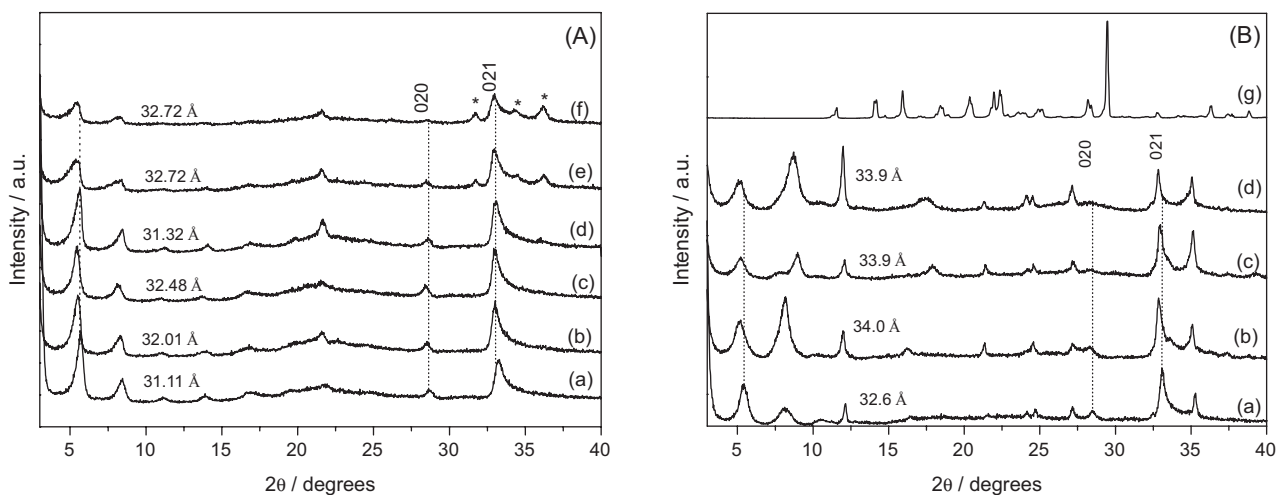 (A)
020
021
* * *
32.72 Å
(f)
32.72 Å
(e)
31.32 Å
(d)
32.48 Å
(c)
32.01 Å
(b)
31.11 Å
(a)
Intensity / a.u.
5 10 15 20 25 30 35 40
2θ / degrees
(B)
(g)
020
021
33.9 Å
(d)
33.9 Å
(c)
34.0 Å
(b)
32.6 Å
(a)
Intensity / a.u.
5 10 15 20 25 30 35 40
2θ / degrees